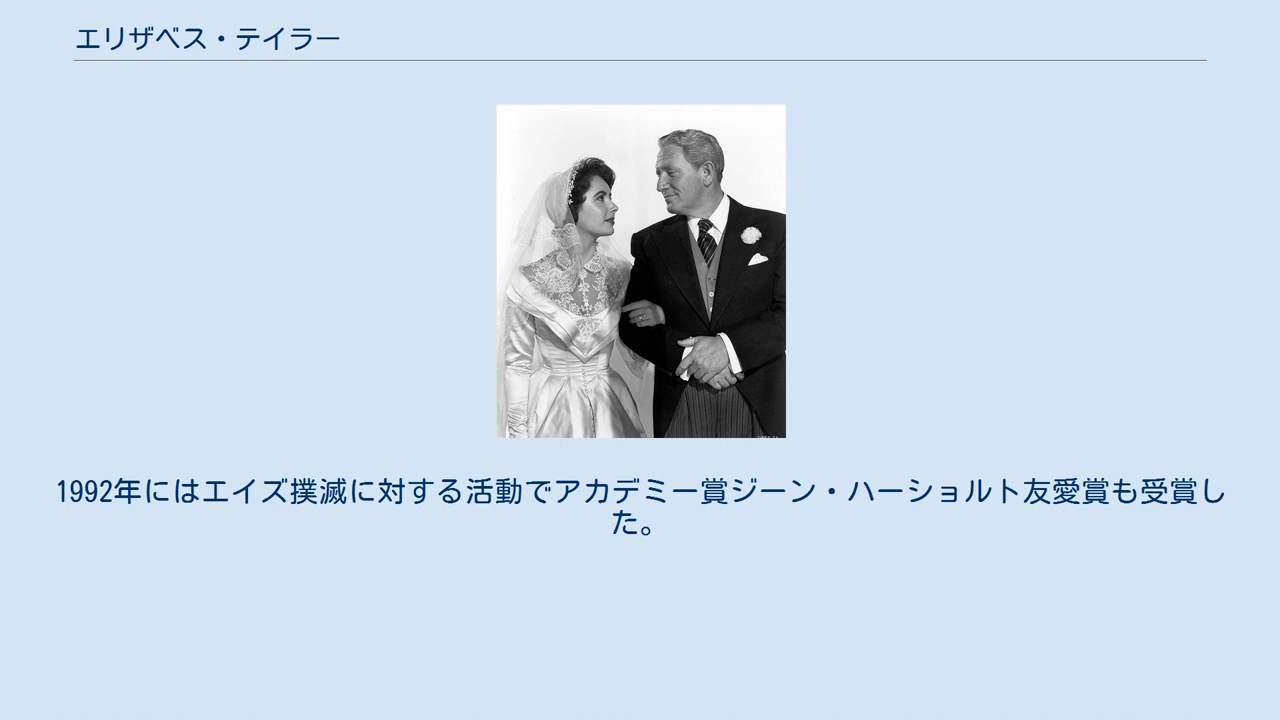 エリザベス・テイラー
1992年にはエイズ撲滅に対する活動でアカデミー賞ジーン・ハーショルト友愛賞も受賞し
た。